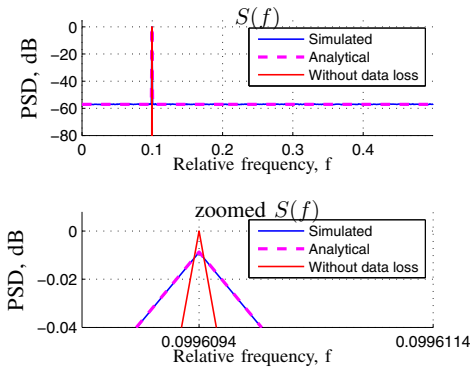 S(f)
PSD, dB
0
−20
−40
−60
−80
Simulated
Analytical
Without data loss
0 0.1 0.2 0.3 0.4
Relative frequency, f
zoomed S(f)
PSD, dB
0
−0.02
−0.04
Simulated
Analytical
Without data loss
0.0996094 0.0996114
Relative frequency, f